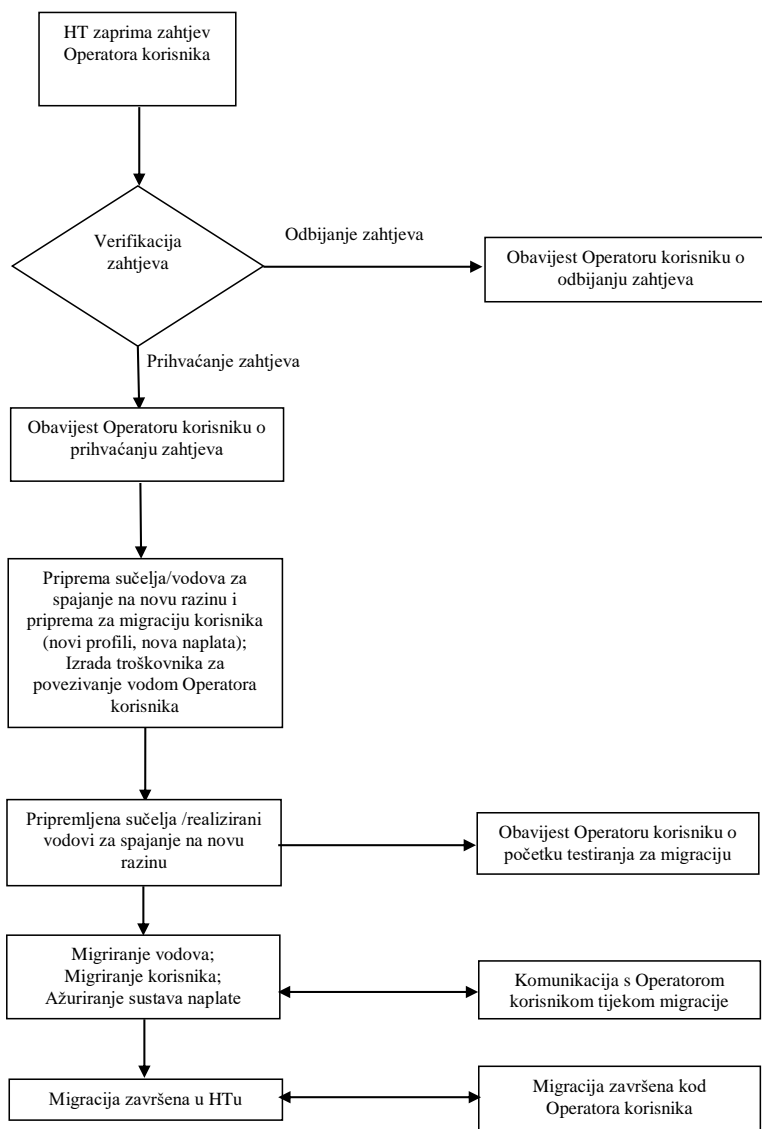 HT zaprima zahtjev
Operatora korisnika
Verifikacija
zahtjeva
Odbijanje zahtjeva
Obavijest Operatoru korisniku o
odbijanju zahtjeva
Prihvaćanje zahtjeva
Obavijest Operatoru korisniku o
prihvaćanju zahtjeva
Priprema sučelja/vodova za
spajanje na novu razinu i
priprema za migraciju korisnika
(novi profili, nova naplata);
Izrada troškovnika za
povezivanje vodom Operatora
korisnika
Pripremljena sučelja /realizirani
vodovi za spajanje na novu
razinu
Obavijest Operatoru korisniku o
početku testiranja za migraciju
Migriranje vodova;
Migriranje korisnika;
Ažuriranje sustava naplate
Komunikacija s Operatorom
korisnikom tijekom migracije
Migracija završena u HTu
Migracija završena kod
Operatora korisnika